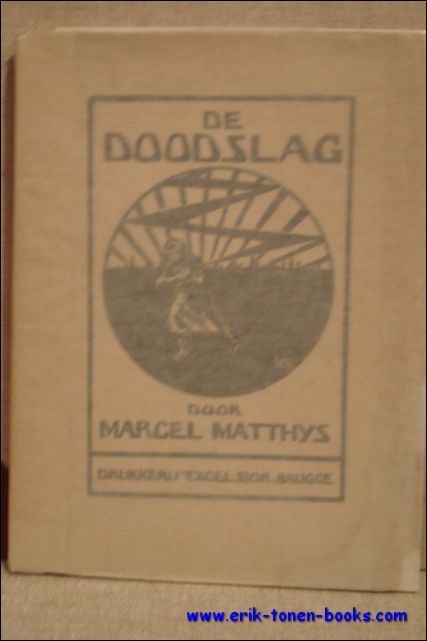 DE
DOODSLAG
DOOR
MARCEL MATTHYS
DRUKKERIJ "EXCELSIOR" BRUGGE
www.erik-tonen-books.com